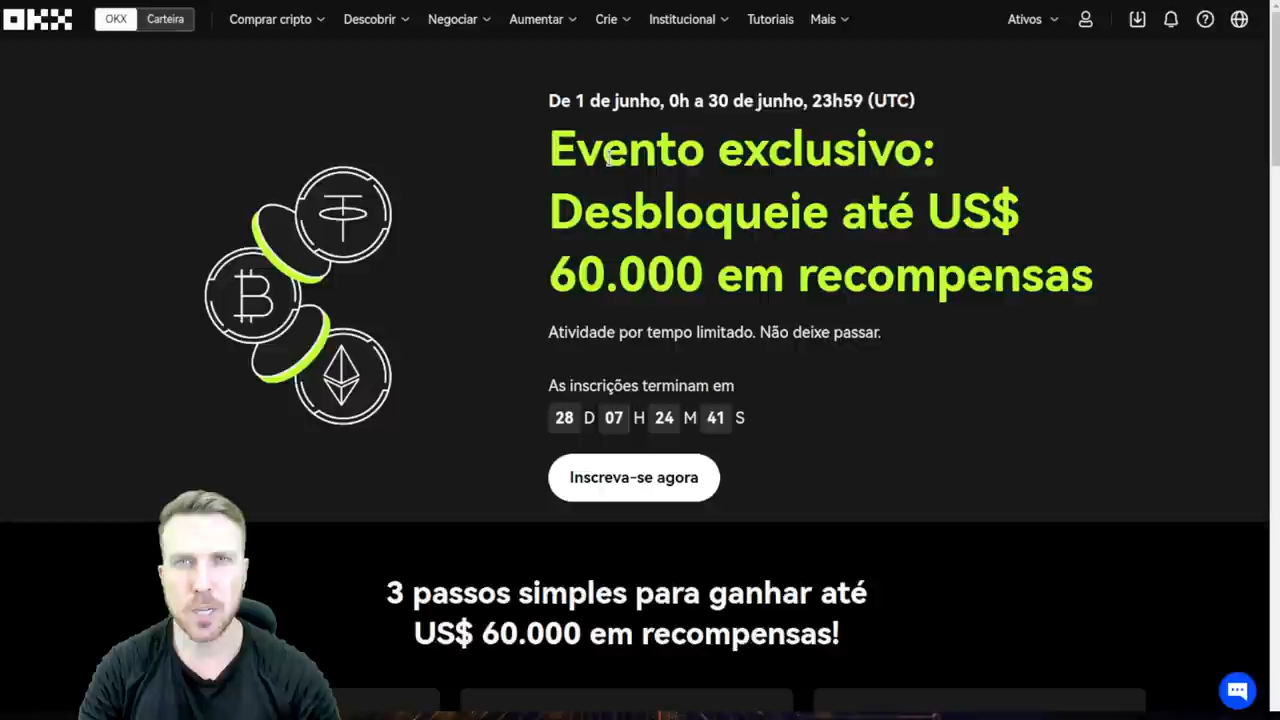 OKX OKX Carteira Comprar cripto Descobrir Negociar Aumentar Crie Institucional Tutoriais Mais Ativos
De 1 de junho, 0h a 30 de junho, 23h59 (UTC)
Evento exclusivo:
Desbloqueie até US$
60.000 em recompensas
Atividade por tempo limitado. Não deixe passar.
As inscrições terminam em
28 D 07 H 24 M 41 S
Inscreva-se agora
3 passos simples para ganhar até
US$ 60.000 em recompensas!